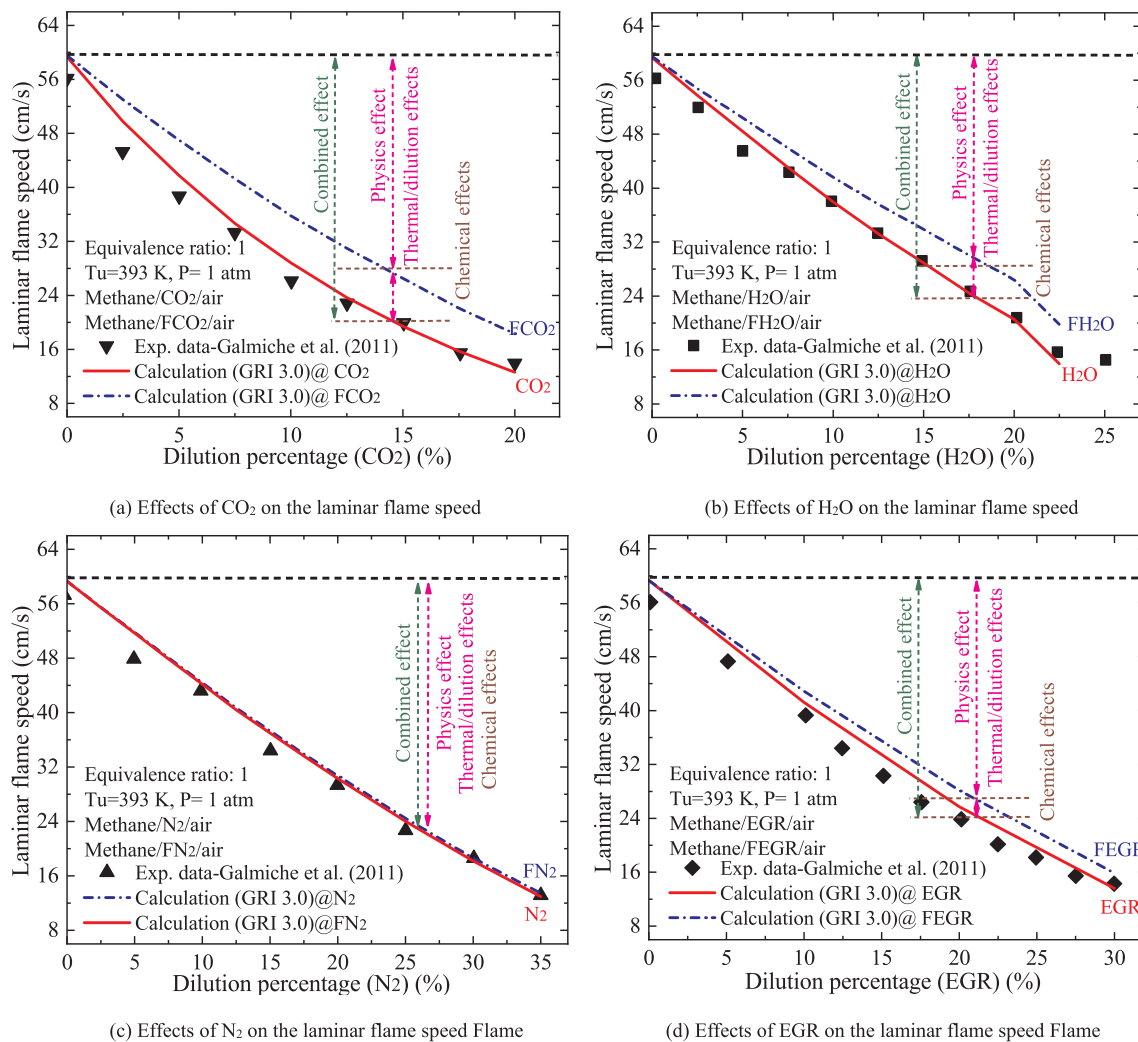 Laminar flame speed (cm/s)
64
56
48
40
32
24
16
8
Combined effect
Physics effect
Thermal/dilution effects
Chemical effects
Equivalence ratio: 1
Tu=393 K, P= 1 atm
Methane/CO2/air
Methane/FCO2/air
Exp. data-Galmiche et al. (2011)
Calculation (GRI 3.0)@ CO2
Calculation (GRI 3.0)@ FCO2
FCO2
CO2
0 5 10 15 20
Dilution percentage (CO2) (%)
(a) Effects of CO2 on the laminar flame speed
Laminar flame speed (cm/s)
64
56
48
40
32
24
16
8
Combined effect
Physics effect
Thermal/dilution effects
Chemical effects
Equivalence ratio: 1
Tu=393 K, P= 1 atm
Methane/H2O/air
Methane/FH2O/air
Exp. data-Galmiche et al. (2011)
Calculation (GRI 3.0)@H2O
Calculation (GRI 3.0)@H2O
FH2O
H2O
0 5 10 15 20 25
Dilution percentage (H2O) (%)
(b) Effects of H2O on the laminar flame speed
Laminar flame speed (cm/s)
64
56
48
40
32
24
16
8
Combined effect
Physics effect
Thermal/dilution effects
Chemical effects
Equivalence ratio: 1
Tu=393 K, P= 1 atm
Methane/N2/air
Methane/FN2/air
Exp. data-Galmiche et al. (2011)
Calculation (GRI 3.0)@N2
Calculation (GRI 3.0)@FN2
FN2
N2
0 5 10 15 20 25 30 35
Dilution percentage (N2) (%)
(c) Effects of N2 on the laminar flame speed Flame
Laminar flame speed (cm/s)
64
56
48
40
32
24
16
8
Combined effect
Physics effect
Thermal/dilution effects
Chemical effects
Equivalence ratio: 1
Tu=393 K, P= 1 atm
Methane/EGR/air
Methane/FEGR/air
Exp. data-Galmiche et al. (2011)
Calculation (GRI 3.0)@ EGR
Calculation (GRI 3.0)@ FEGR
FEGR
EGR
0 5 10 15 20 25 30
Dilution percentage (EGR) (%)
(d) Effects of EGR on the laminar flame speed Flame